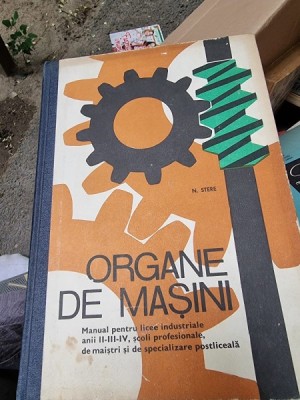 N. STERE
ORGANE
DE MAȘINI
Manual pentru licee industriale
anii II-III-IV, școli profesionale,
de maiștri și de specializare postliceală